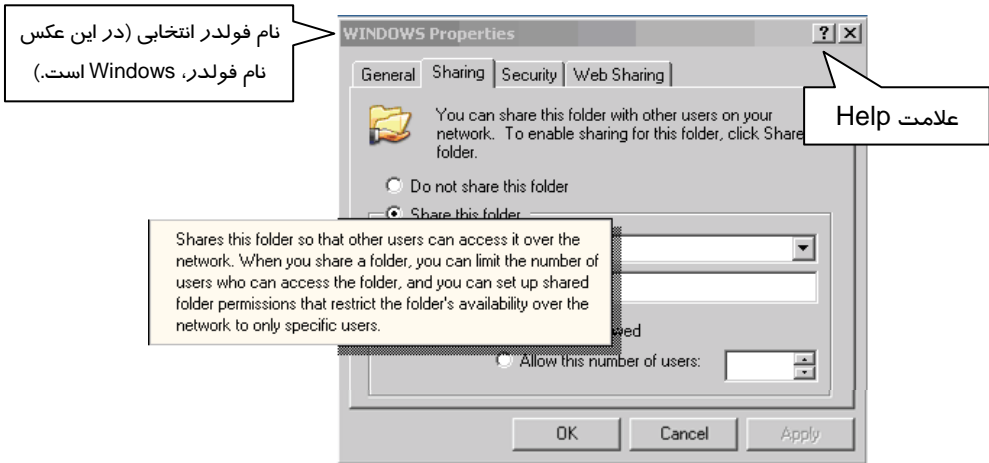 نام فولدر انتخابی (در این عکس
نام فولدر، Windows است.)
WINDOWS Properties
علامت Help
General Sharing Security Web Sharing
You can share this folder with other users on your
network. To enable sharing for this folder, click Share
folder.
Do not share this folder
Share this folder
Shares this folder so that other users can access it over the
network. When you share a folder, you can limit the number of
users who can access the folder, and you can set up shared
folder permissions that restrict the folder's availability over the
network to only specific users.
Allow this number of users:
OK Cancel Apply